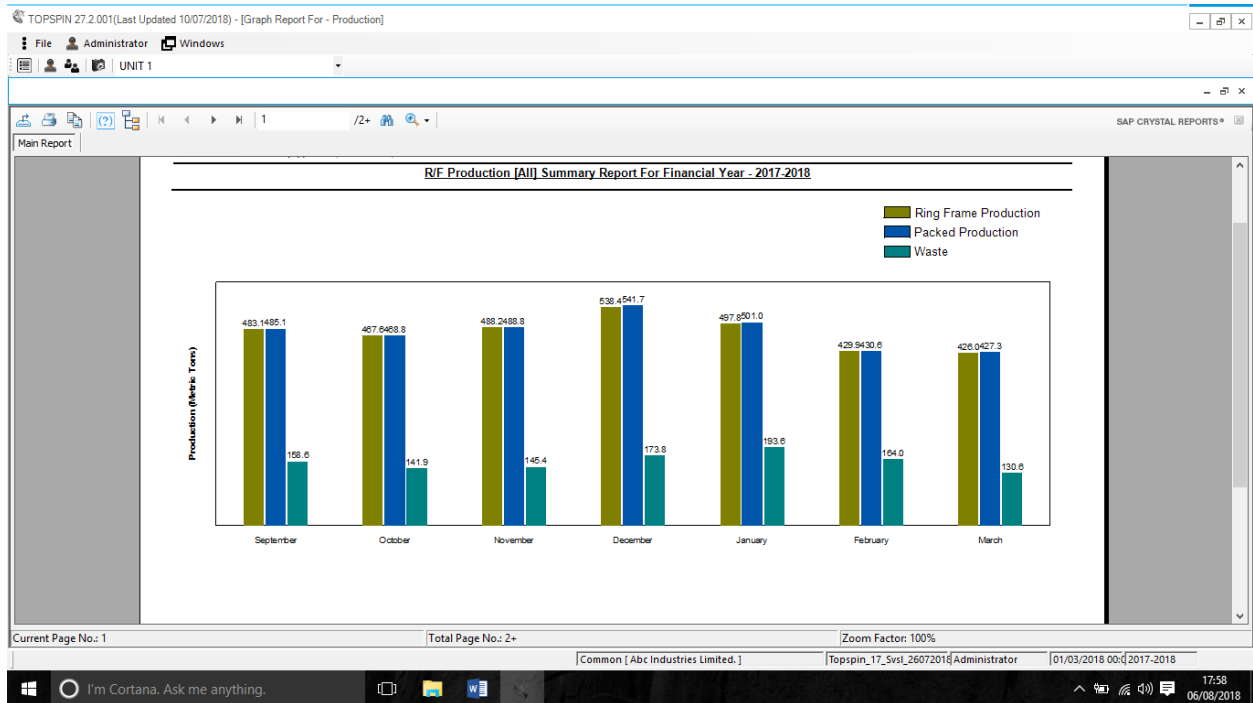 TOPSPIN 27.2.001(Last Updated 10/07/2018) - [Graph Report For - Production]
File Administrator Windows
UNIT 1
1 /2+ SAP CRYSTAL REPORTS®
Main Report
R/F Production [All] Summary Report For Financial Year - 2017-2018
Ring Frame Production
Packed Production
Waste
Production (Metric Tons)
483.1 485.1 158.6
467.6 468.8 141.9
488.2 488.8 145.4
538.4 541.7 173.8
497.8 501.0 193.6
429.9 430.6 164.0
426.0 427.3 130.6
September October November December January February March
Current Page No.: 1 Total Page No.: 2+ Zoom Factor: 100%
Common [ Abc Industries Limited. ] Topspin_17_Svsl_26072018 Administrator 01/03/2018 00:0 2017-2018
I'm Cortana. Ask me anything.
17:58
06/08/2018